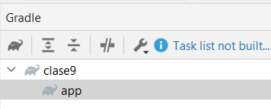 Gradle
Task list not built...
clase9
app